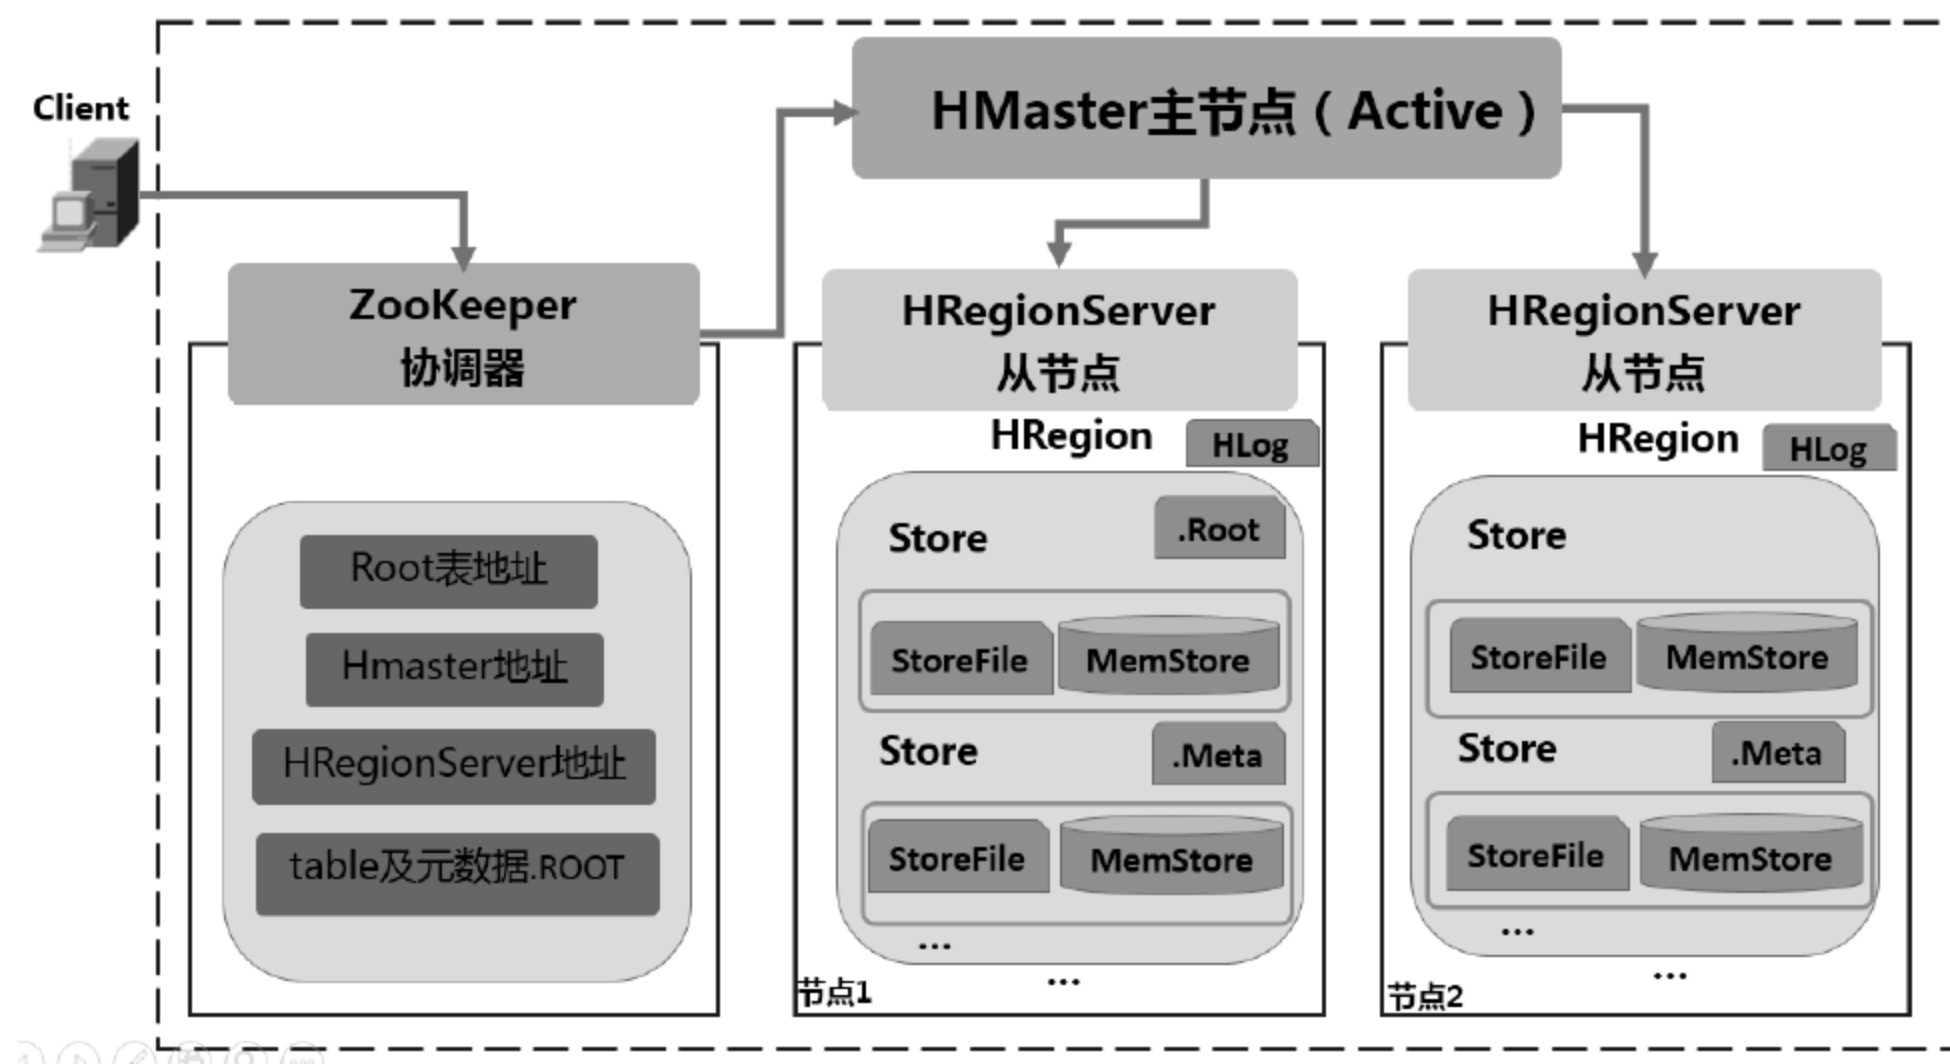 Client
HMaster主节点（Active）
ZooKeeper
协调器
Root表地址
Hmaster地址
HRegionServer地址
table及元数据.ROOT
HRegionServer
从节点
HRegion
HLog
Store
.Root
StoreFile
MemStore
Store
.Meta
StoreFile
MemStore
...
...
节点1
HRegionServer
从节点
HRegion
HLog
Store
StoreFile
MemStore
Store
.Meta
StoreFile
MemStore
...
...
节点2